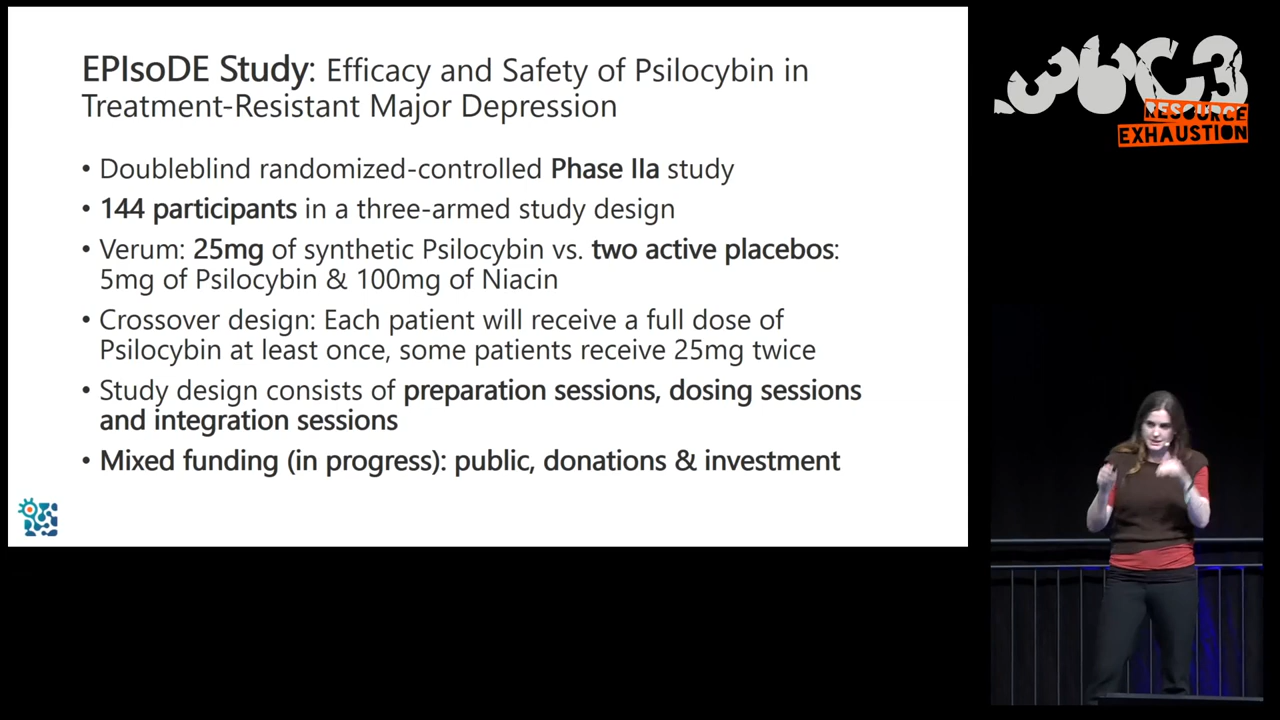 EPIsoDE Study: Efficacy and Safety of Psilocybin in
Treatment-Resistant Major Depression
• Doubleblind randomized-controlled Phase IIa study
• 144 participants in a three-armed study design
• Verum: 25mg of synthetic Psilocybin vs. two active placebos:
5mg of Psilocybin & 100mg of Niacin
• Crossover design: Each patient will receive a full dose of
Psilocybin at least once, some patients receive 25mg twice
• Study design consists of preparation sessions, dosing sessions
and integration sessions
• Mixed funding (in progress): public, donations & investment
36C3
RESOURCE
EXHAUSTION